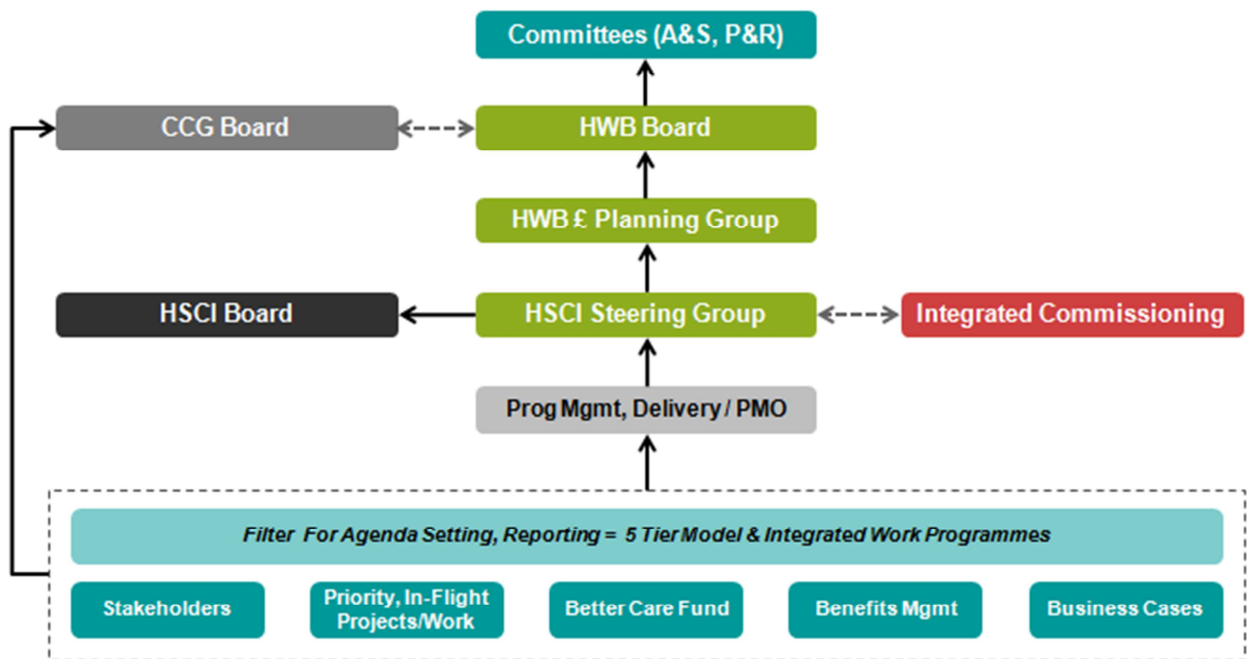 Committees (A&S, P&R)
CCG Board
HWB Board
HWB £ Planning Group
HSCI Board
HSCI Steering Group
Integrated Commissioning
Prog Mgmt, Delivery / PMO
Filter For Agenda Setting, Reporting = 5 Tier Model & Integrated Work Programmes
Stakeholders
Priority, In-Flight
Projects/Work
Better Care Fund
Benefits Mgmt
Business Cases